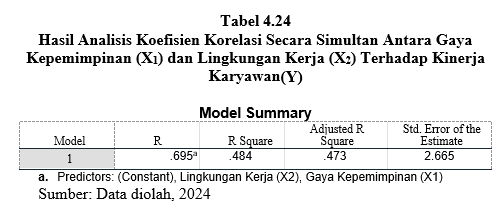 Tabel 4.24
Hasil Analisis Koefisien Korelasi Secara Simultan Antara Gaya
Kepemimpinan (X₁) dan Lingkungan Kerja (X₂) Terhadap Kinerja
Karyawan(Y)
Model Summary
Model R R Square Adjusted R Square Std. Error of the Estimate
1 .695ª .484 .473 2.665
a. Predictors: (Constant), Lingkungan Kerja (X2), Gaya Kepemimpinan (X1)
Sumber: Data diolah, 2024